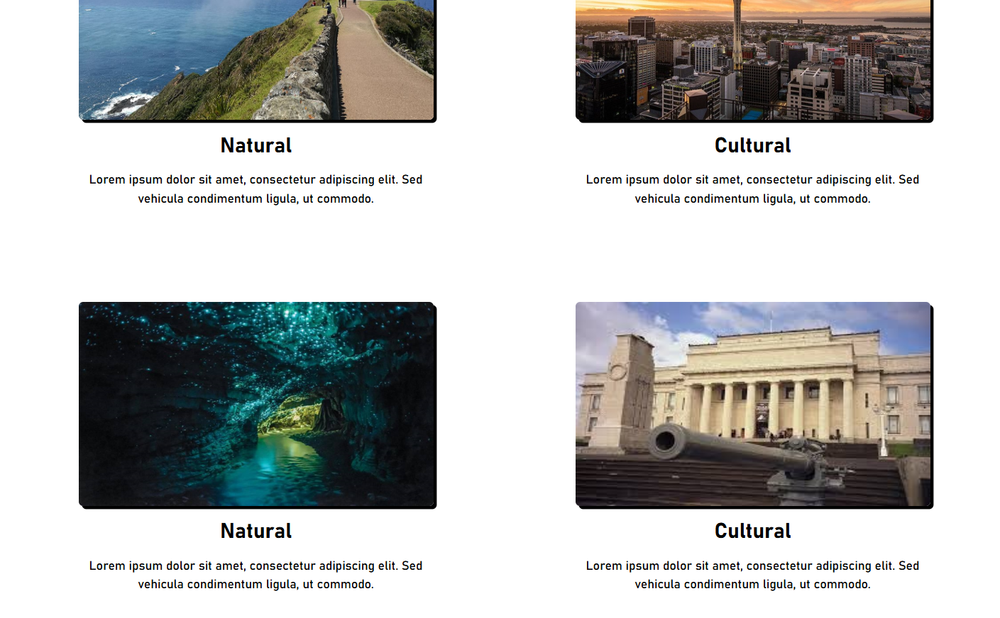 Natural
Lorem ipsum dolor sit amet, consectetur adipiscing elit. Sed
vehicula condimentum ligula, ut commodo.
Cultural
Lorem ipsum dolor sit amet, consectetur adipiscing elit. Sed
vehicula condimentum ligula, ut commodo.
Natural
Lorem ipsum dolor sit amet, consectetur adipiscing elit. Sed
vehicula condimentum ligula, ut commodo.
Cultural
Lorem ipsum dolor sit amet, consectetur adipiscing elit. Sed
vehicula condimentum ligula, ut commodo.